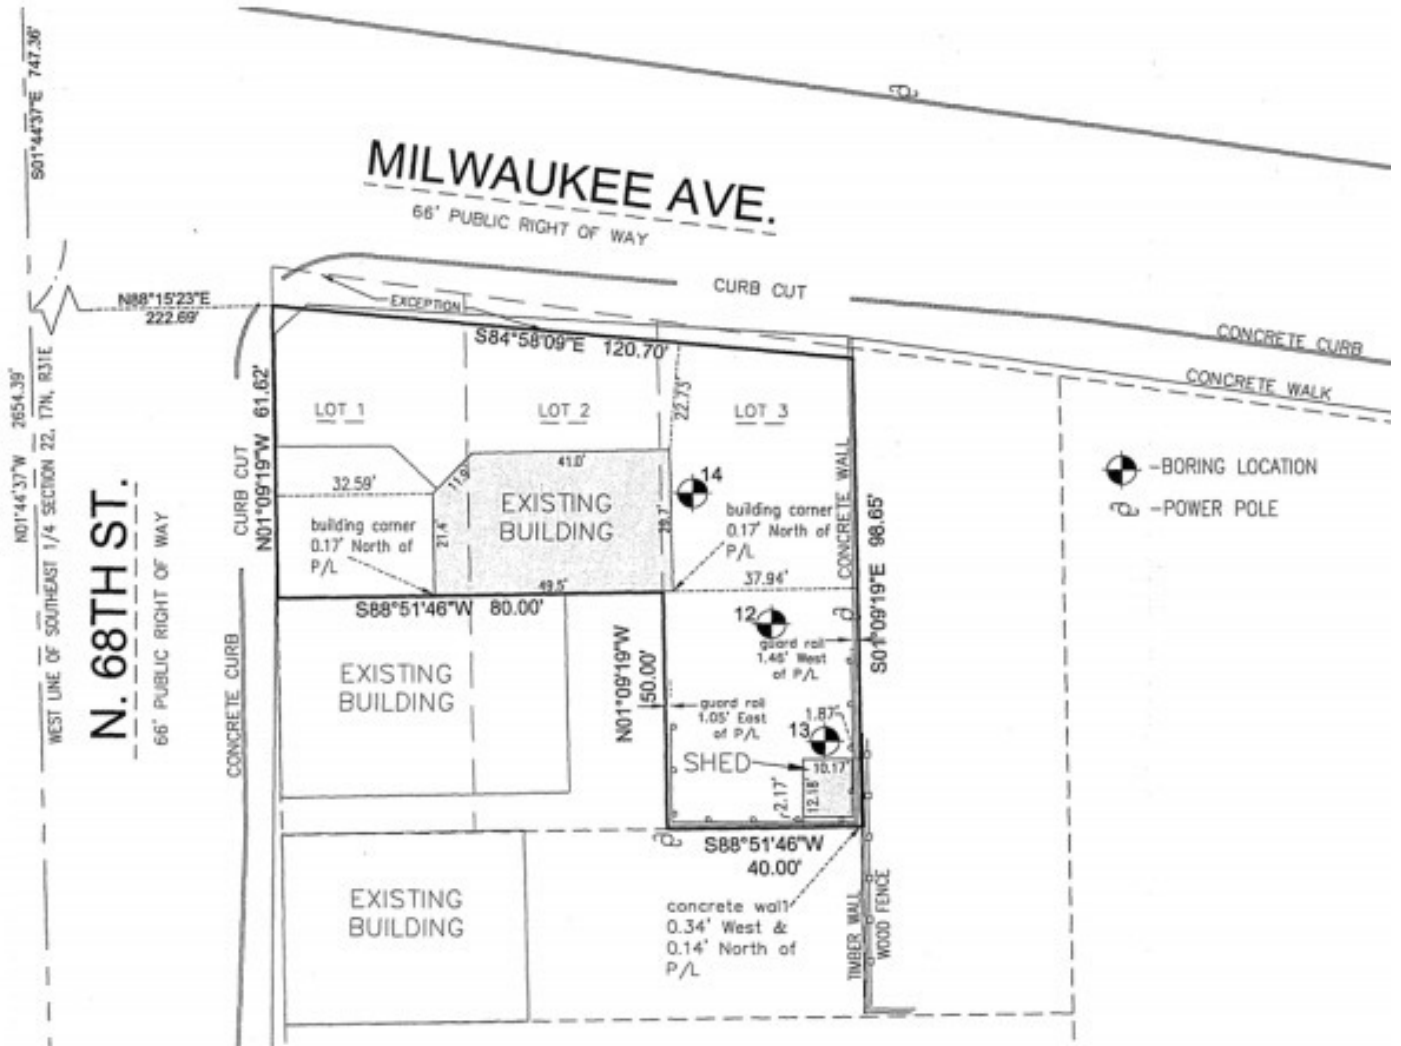 S01°44'37"E 747.36'
MILWAUKEE AVE.
66' PUBLIC RIGHT OF WAY
CURB CUT
N88°15'23"E
222.69'
EXCEPTION
S84°58'09"E 120.70'
CONCRETE CURB
CONCRETE WALK
N01°44'37"W 2654.39'
WEST LINE OF SOUTHEAST 1/4 SECTION 22, T7N, R31E
N. 68TH ST.
66' PUBLIC RIGHT OF WAY
CURB CUT
CONCRETE CURB
N01°09'19"W 61.62'
LOT 1
LOT 2
LOT 3
22.73'
41.0'
11.9'
32.59'
21.4'
EXISTING
BUILDING
49.5'
14
building corner
0.17' North of
P/L
building corner
0.17' North of
P/L
CONCRETE WALL
S01°09'19"E 98.65'
-BORING LOCATION
-POWER POLE
37.94'
S88°51'46"W 80.00'
12
guard rail
1.46' West
of P/L
EXISTING
BUILDING
N01°09'19"W
50.00'
guard rail
1.05' East
of P/L
1.87'
13
SHED
10.17'
2.17'
12.18'
S88°51'46"W
40.00'
EXISTING
BUILDING
concrete wall
0.34' West &
0.14' North of
P/L
TIMBER WALL
WOOD FENCE